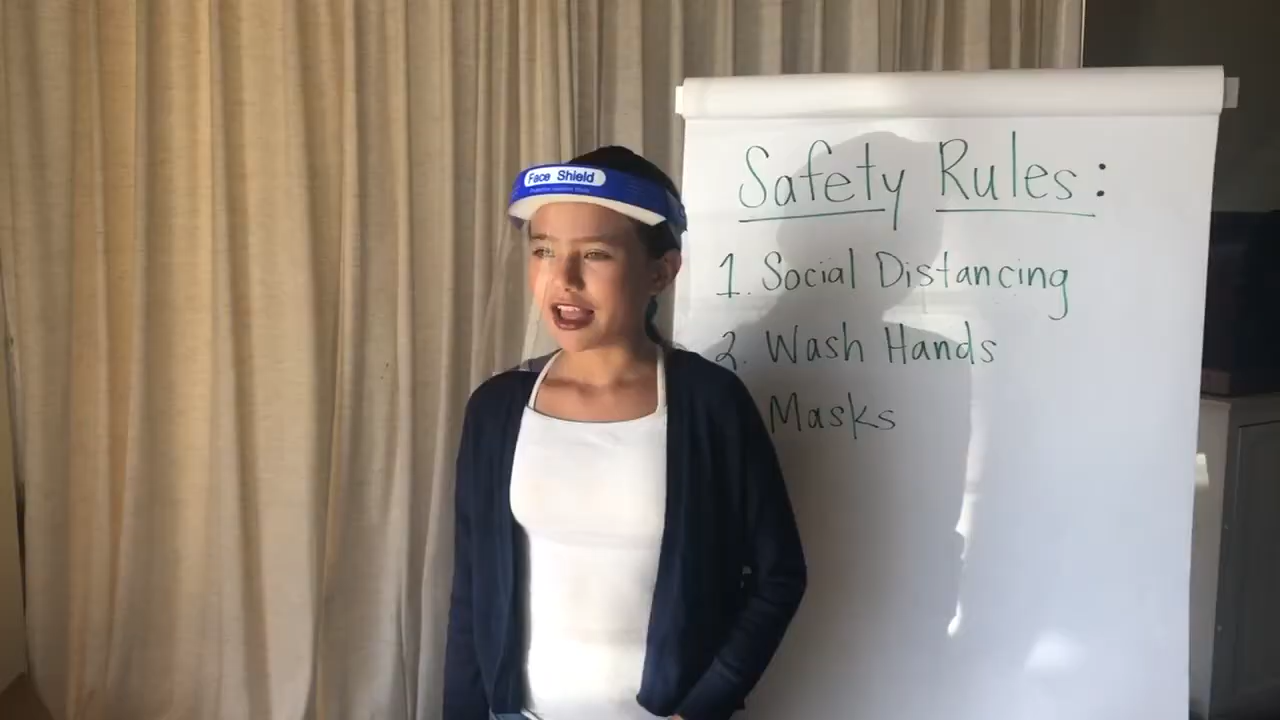 Face Shield
Safety Rules:
1. Social Distancing
2. Wash Hands
Masks